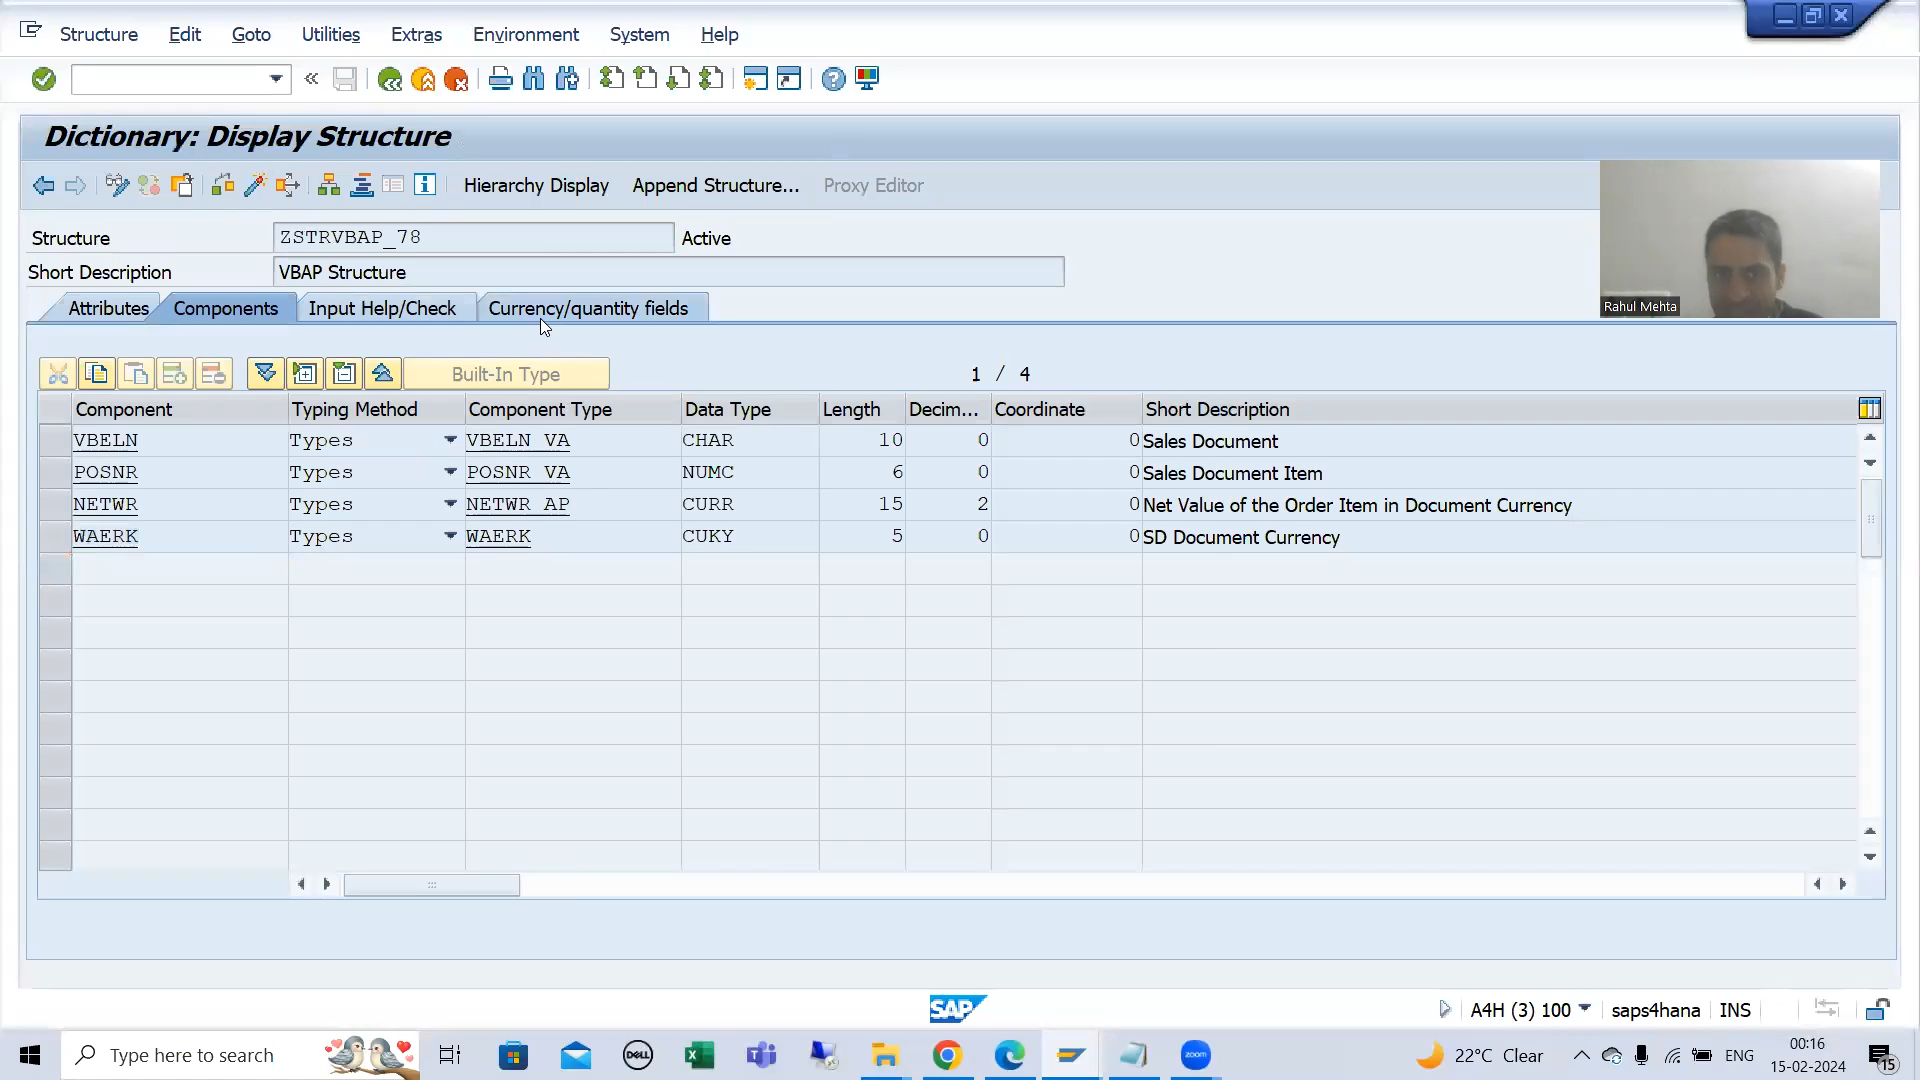 Structure Edit Goto Utilities Extras Environment System Help
Dictionary: Display Structure
Hierarchy Display Append Structure... Proxy Editor
Structure ZSTRVBAP_78 Active
Short Description VBAP Structure
Rahul Mehta
Attributes Components Input Help/Check Currency/quantity fields
Built-In Type 1 / 4
Component Typing Method Component Type Data Type Length Decim... Coordinate Short Description
VBELN Types VBELN_VA CHAR 10 0 0 Sales Document
POSNR Types POSNR_VA NUMC 6 0 0 Sales Document Item
NETWR Types NETWR_AP CURR 15 2 0 Net Value of the Order Item in Document Currency
WAERK Types WAERK CUKY 5 0 0 SD Document Currency
SAP A4H (3) 100 saps4hana INS
Type here to search DELL zoom 22°C Clear ENG 00:16
15-02-2024 15